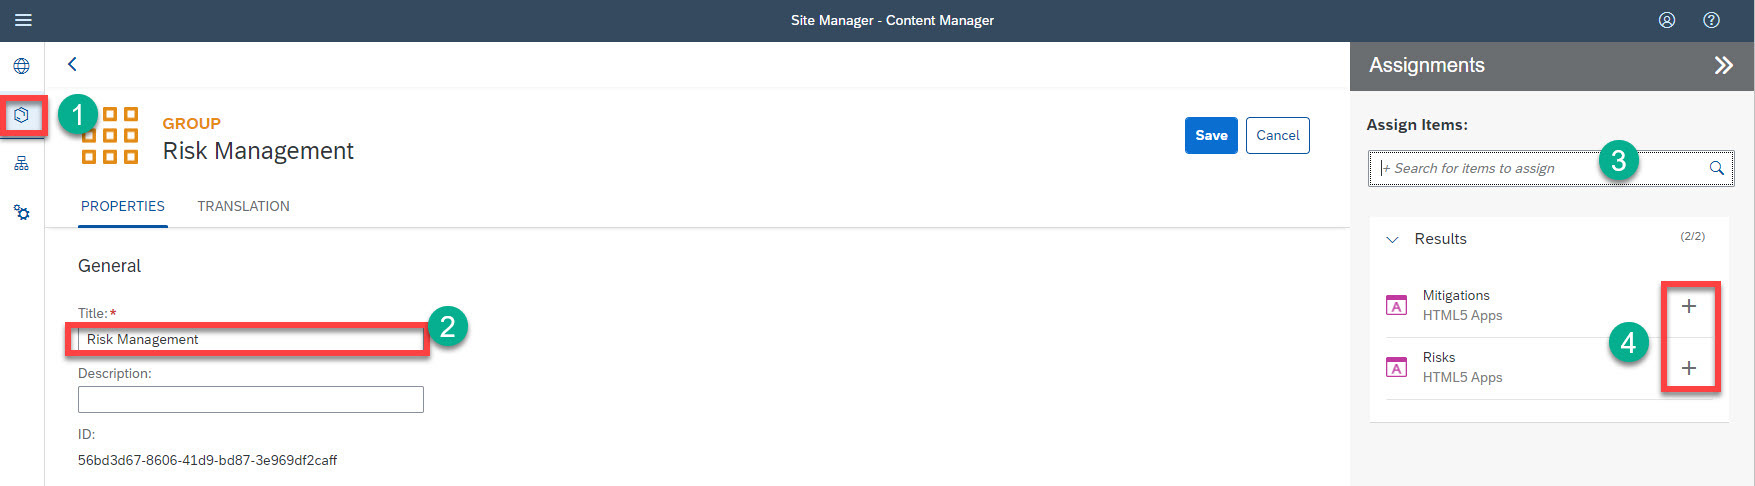 Site Manager - Content Manager
1
GROUP
Risk Management
Save
Cancel
PROPERTIES
TRANSLATION
General
Title: *
Risk Management
2
Description:
ID:
56bd3d67-8606-41d9-bd87-3e969df2caff
Assignments
Assign Items:
+ Search for items to assign
3
Results
(2/2)
A
Mitigations
HTML5 Apps
+
4
A
Risks
HTML5 Apps
+